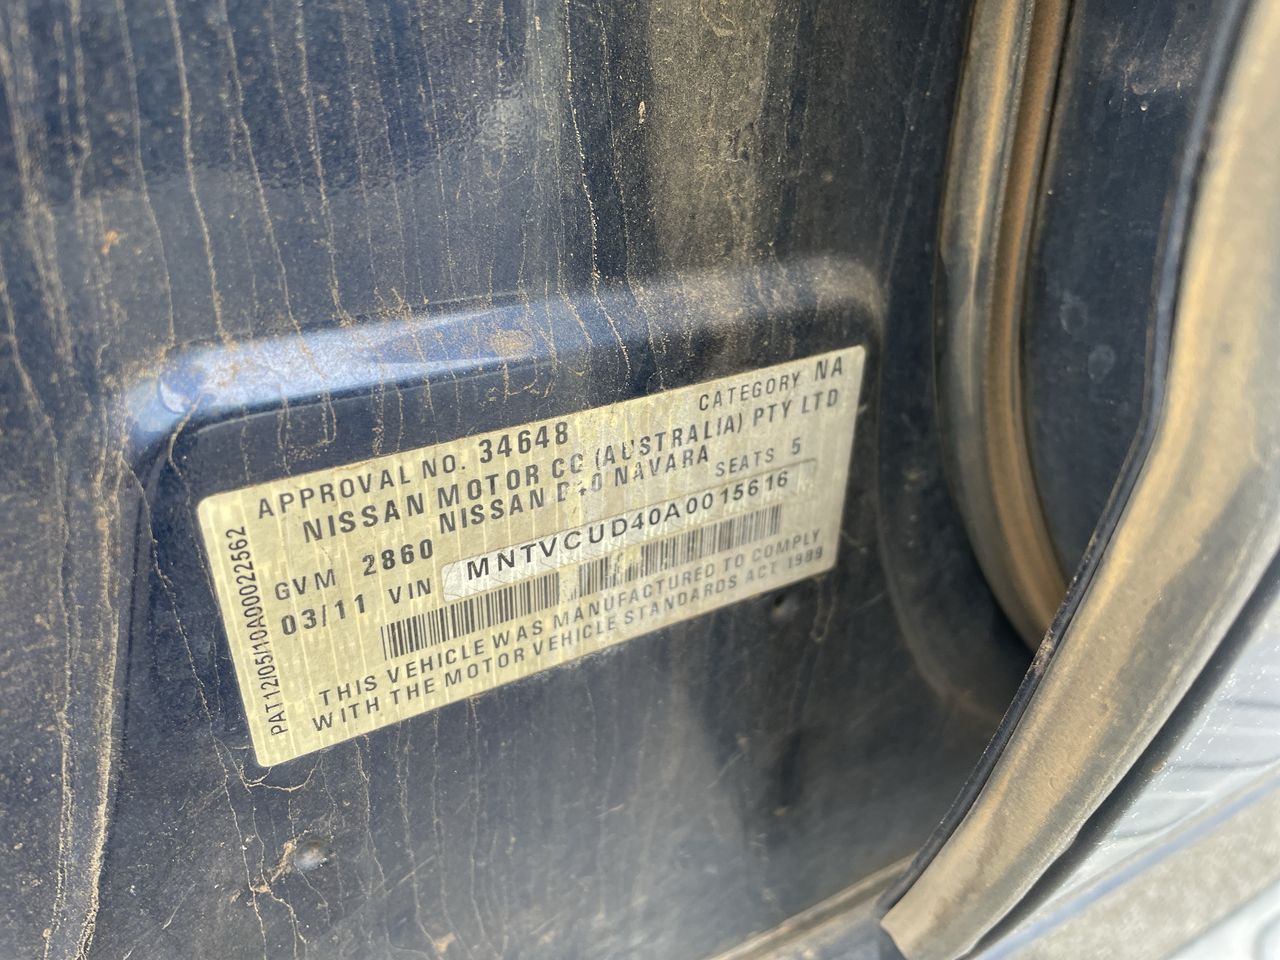 APPROVAL NO. 34648 CATEGORY NA
NISSAN MOTOR CO (AUSTRALIA) PTY LTD
NISSAN D40 NAVARA
GVM 2860 SEATS 5
03/11 VIN MNTVCUD40A0015616
THIS VEHICLE WAS MANUFACTURED TO COMPLY
WITH THE MOTOR VEHICLE STANDARDS ACT 1989
PAT12/05/10A00022562